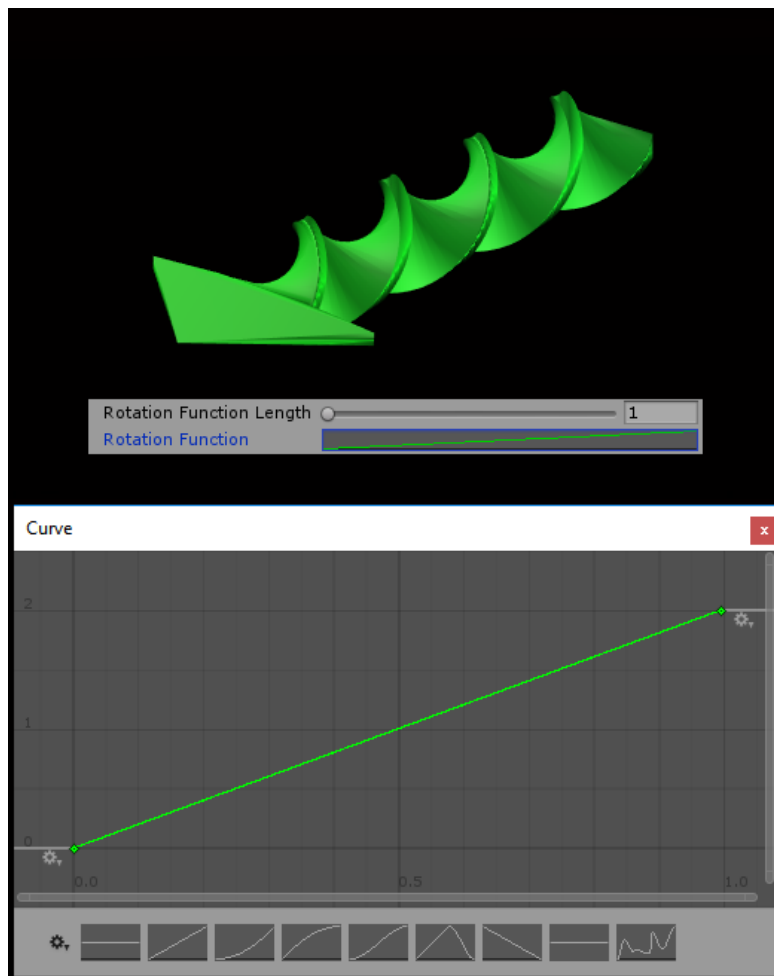 Rotation Function Length 1
Rotation Function
Curve
x
2
1
0
0.0 0.5 1.0